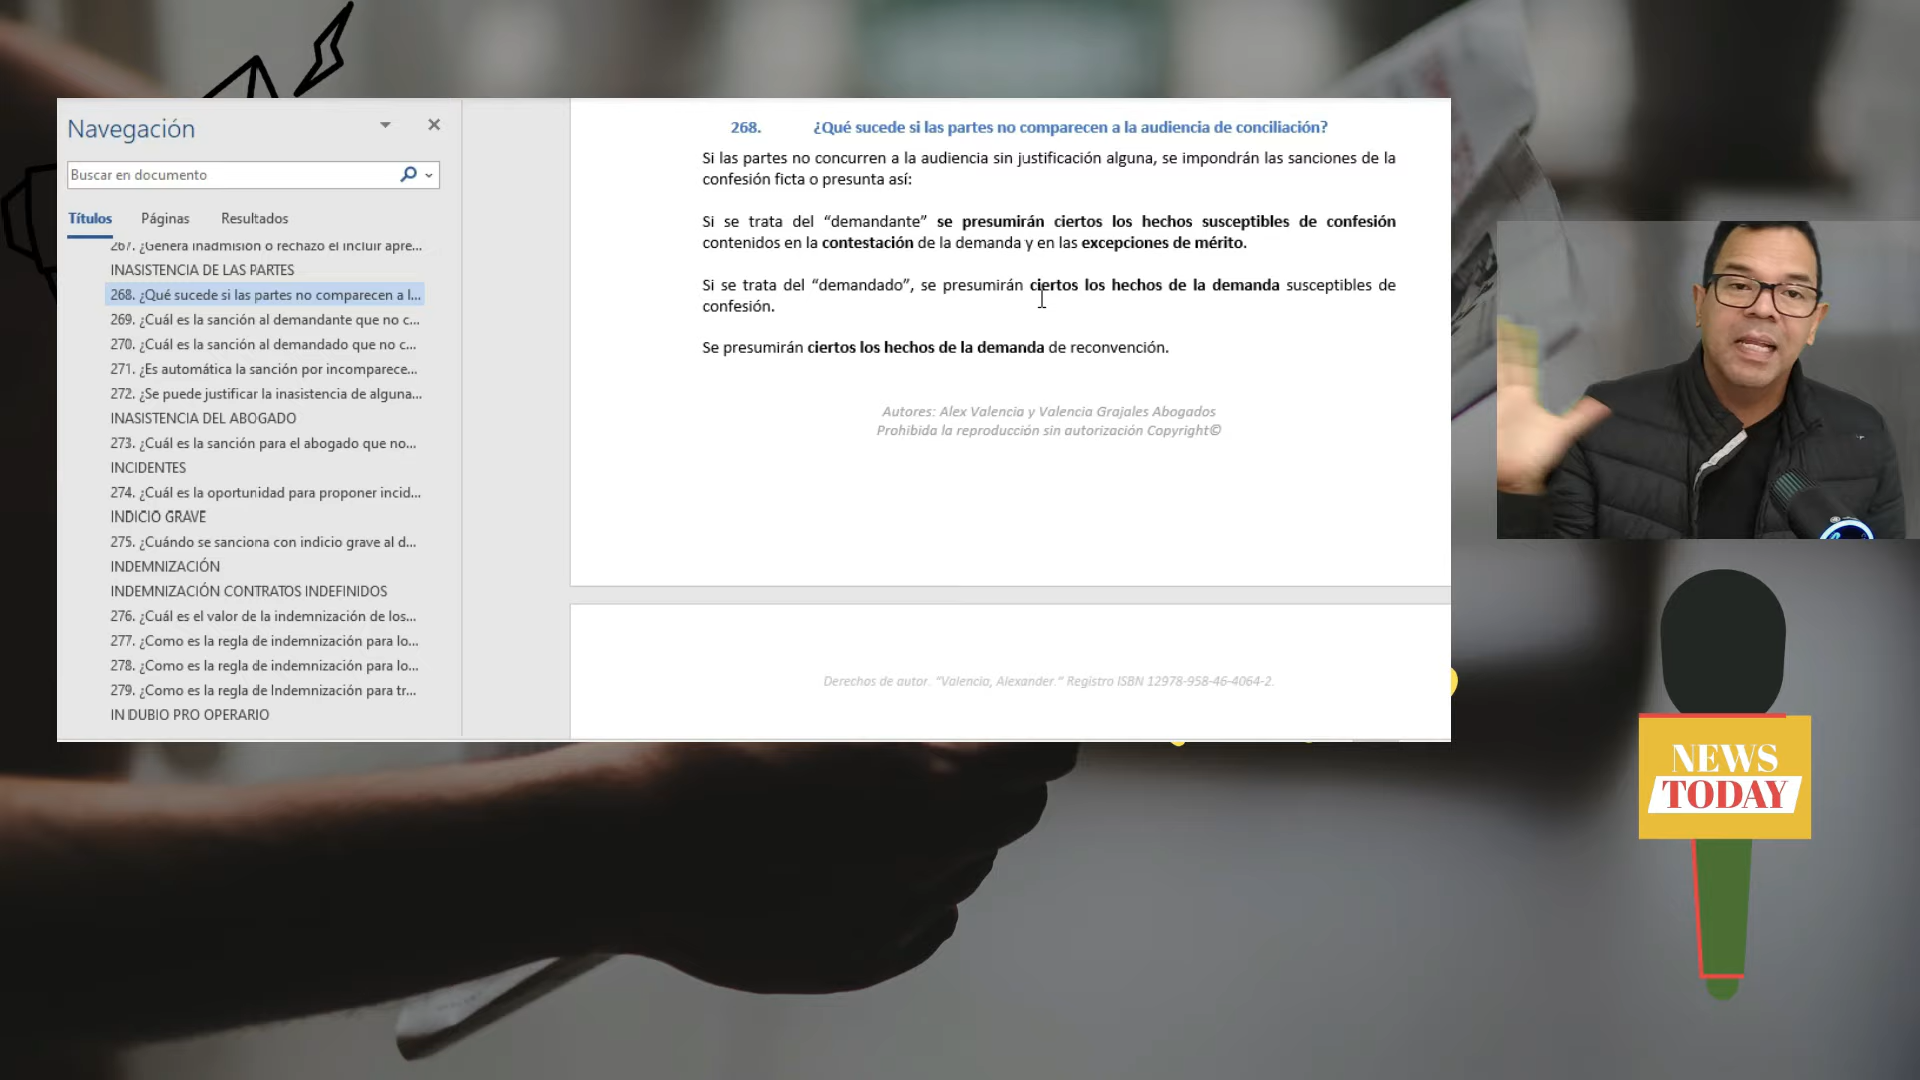 Navegación
Buscar en documento
Títulos Páginas Resultados
267. ¿Genera inadmisión o rechazo el incluir apre...
INASISTENCIA DE LAS PARTES
268. ¿Qué sucede si las partes no comparecen a l...
269. ¿Cuál es la sanción al demandante que no c...
270. ¿Cuál es la sanción al demandado que no c...
271. ¿Es automática la sanción por incomparece...
272. ¿Se puede justificar la inasistencia de alguna...
INASISTENCIA DEL ABOGADO
273. ¿Cuál es la sanción para el abogado que no...
INCIDENTES
274. ¿Cuál es la oportunidad para proponer incid...
INDICIO GRAVE
275. ¿Cuándo se sanciona con indicio grave al d...
INDEMNIZACIÓN
INDEMNIZACIÓN CONTRATOS INDEFINIDOS
276. ¿Cuál es el valor de la indemnización de los...
277. ¿Como es la regla de indemnización para lo...
278. ¿Como es la regla de indemnización para lo...
279. ¿Como es la regla de Indemnización para tr...
IN DUBIO PRO OPERARIO
268. ¿Qué sucede si las partes no comparecen a la audiencia de conciliación?
Si las partes no concurren a la audiencia sin justificación alguna, se impondrán las sanciones de la
confesión ficta o presunta así:
Si se trata del “demandante” se presumirán ciertos los hechos susceptibles de confesión
contenidos en la contestación de la demanda y en las excepciones de mérito.
Si se trata del “demandado”, se presumirán ciertos los hechos de la demanda susceptibles de
confesión.
Se presumirán ciertos los hechos de la demanda de reconvención.
Autores: Alex Valencia y Valencia Grajales Abogados
Prohibida la reproducción sin autorización Copyright©
Derechos de autor. “Valencia, Alexander.” Registro ISBN 12978-958-46-4064-2.
NEWS
TODAY